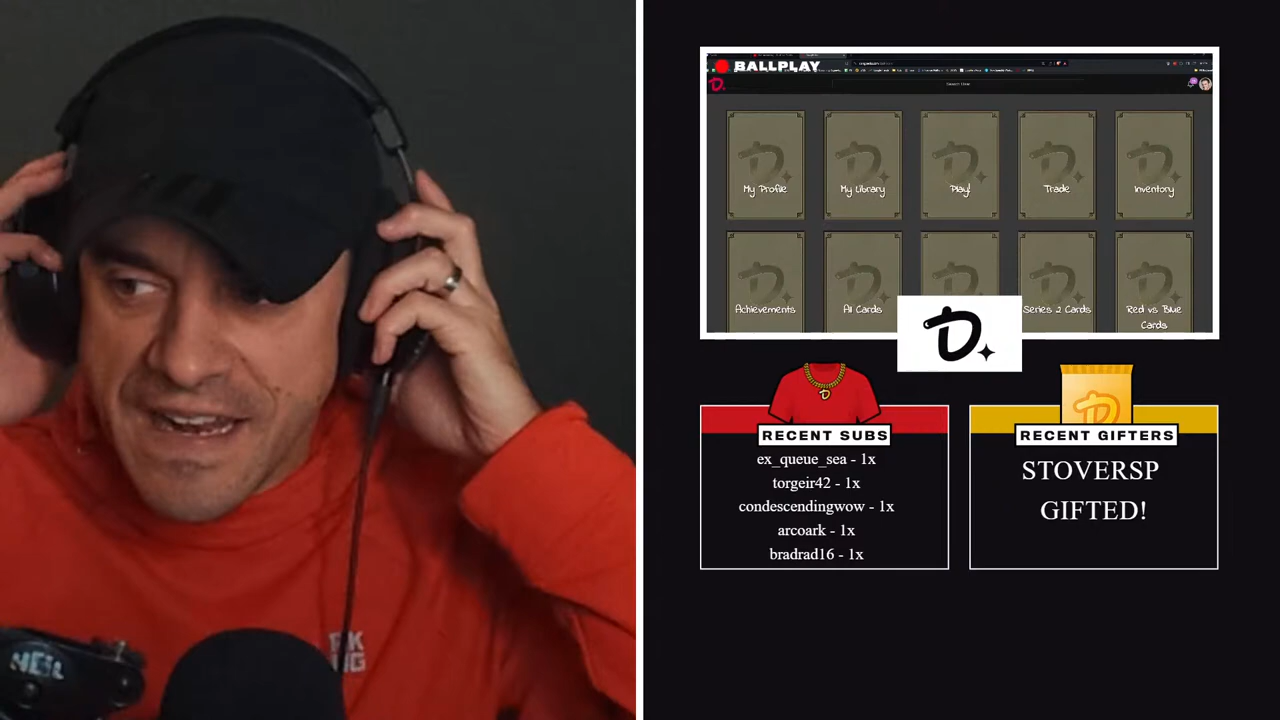 NEIL
BALLPLAY
D.
My Profile
My Library
Play!
Trade
Inventory
Achievements
All Cards
Series 2 Cards
Red vs Blue
Cards
D
RECENT SUBS
ex_queue_sea - 1x
torgeir42 - 1x
condescendingwow - 1x
arcoark - 1x
bradrad16 - 1x
RECENT GIFTERS
STOVERSP
GIFTED!